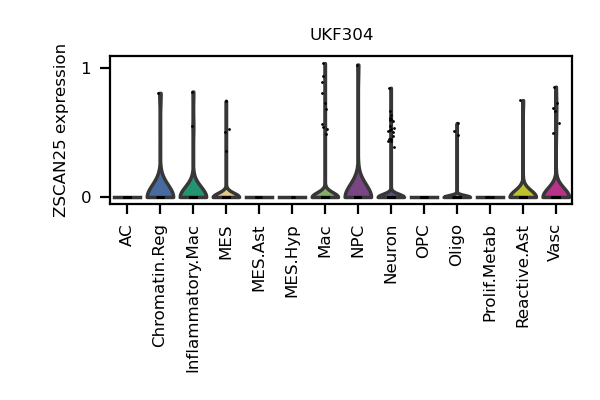 UKF304
ZSCAN25 expression
1
0
AC
Chromatin.Reg
Inflammatory.Mac
MES
MES.Ast
MES.Hyp
Mac
NPC
Neuron
OPC
Oligo
Prolif.Metab
Reactive.Ast
Vasc